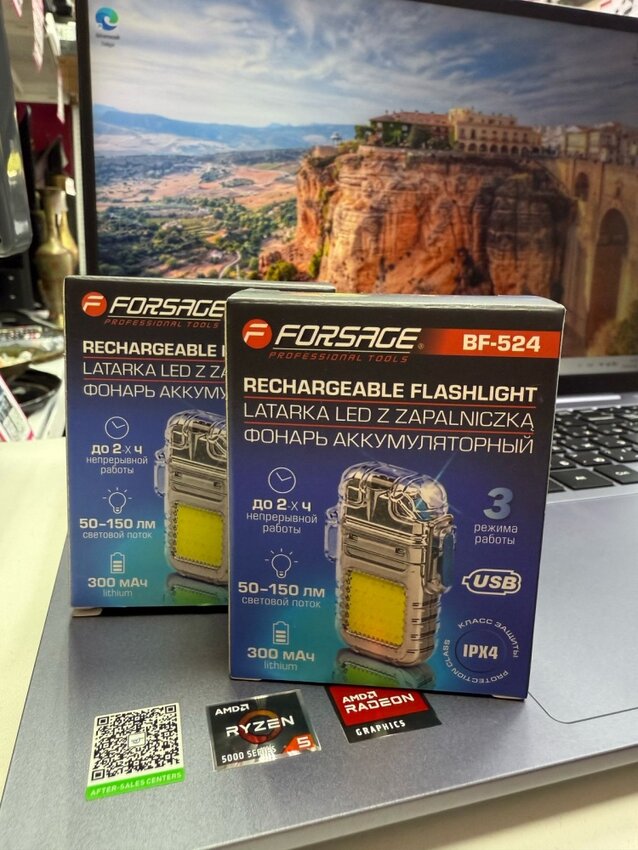 FORSAGE
PROFESSIONAL TOOLS
RECHARGEABLE
LATARKA LED Z
ФОНАРЬ
до 2-х ч
непрерывной
работы
50–150 лм
световой поток
300 мАч
lithium
FORSAGE®
PROFESSIONAL TOOLS
BF-524
RECHARGEABLE FLASHLIGHT
LATARKA LED Z ZAPALNICZKĄ
ФОНАРЬ АККУМУЛЯТОРНЫЙ
до 2-х ч
непрерывной
работы
50–150 лм
световой поток
300 мАч
lithium
3
режима
работы
USB
КЛАСС ЗАЩИТЫ
IPX4
PROTECTION CLASS
AFTER-SALES CENTERS
AMD
RYZEN
5
5000 SERIES
AMD
RADEON
GRAPHICS